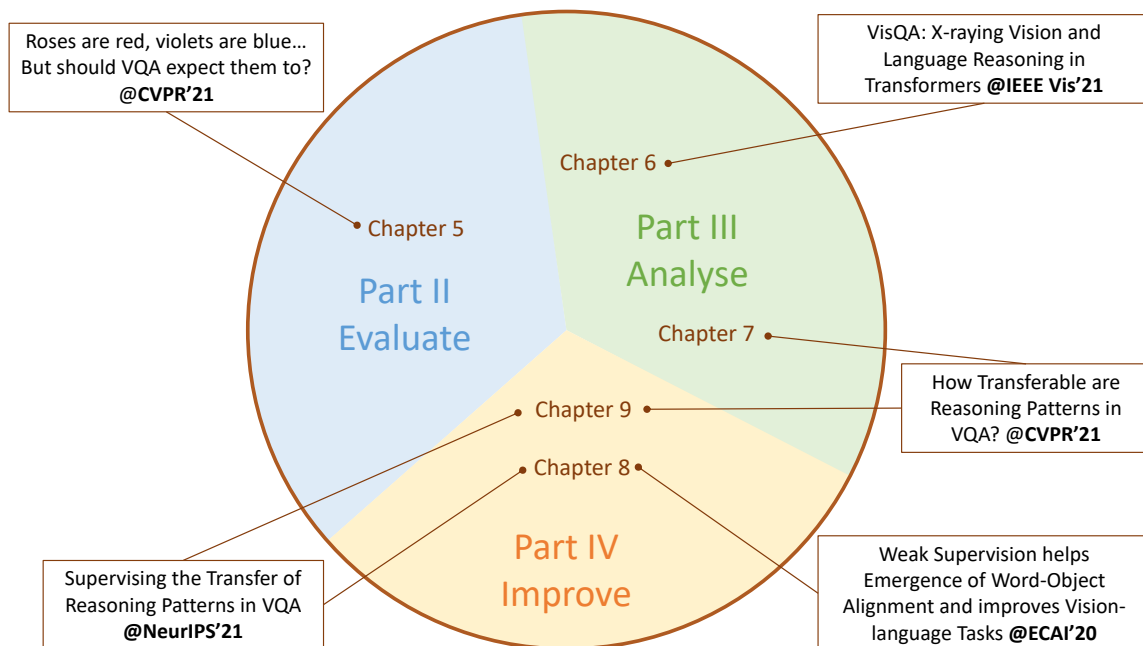 Roses are red, violets are blue…
But should VQA expect them to?
@CVPR'21
VisQA: X-raying Vision and
Language Reasoning in
Transformers @IEEE Vis'21
Chapter 6
Chapter 5
Part III
Analyse
Part II
Evaluate
Chapter 7
How Transferable are
Reasoning Patterns in
VQA? @CVPR'21
Chapter 9
Chapter 8
Part IV
Improve
Supervising the Transfer of
Reasoning Patterns in VQA
@NeurIPS'21
Weak Supervision helps
Emergence of Word-Object
Alignment and improves Vision-
language Tasks @ECAI'20